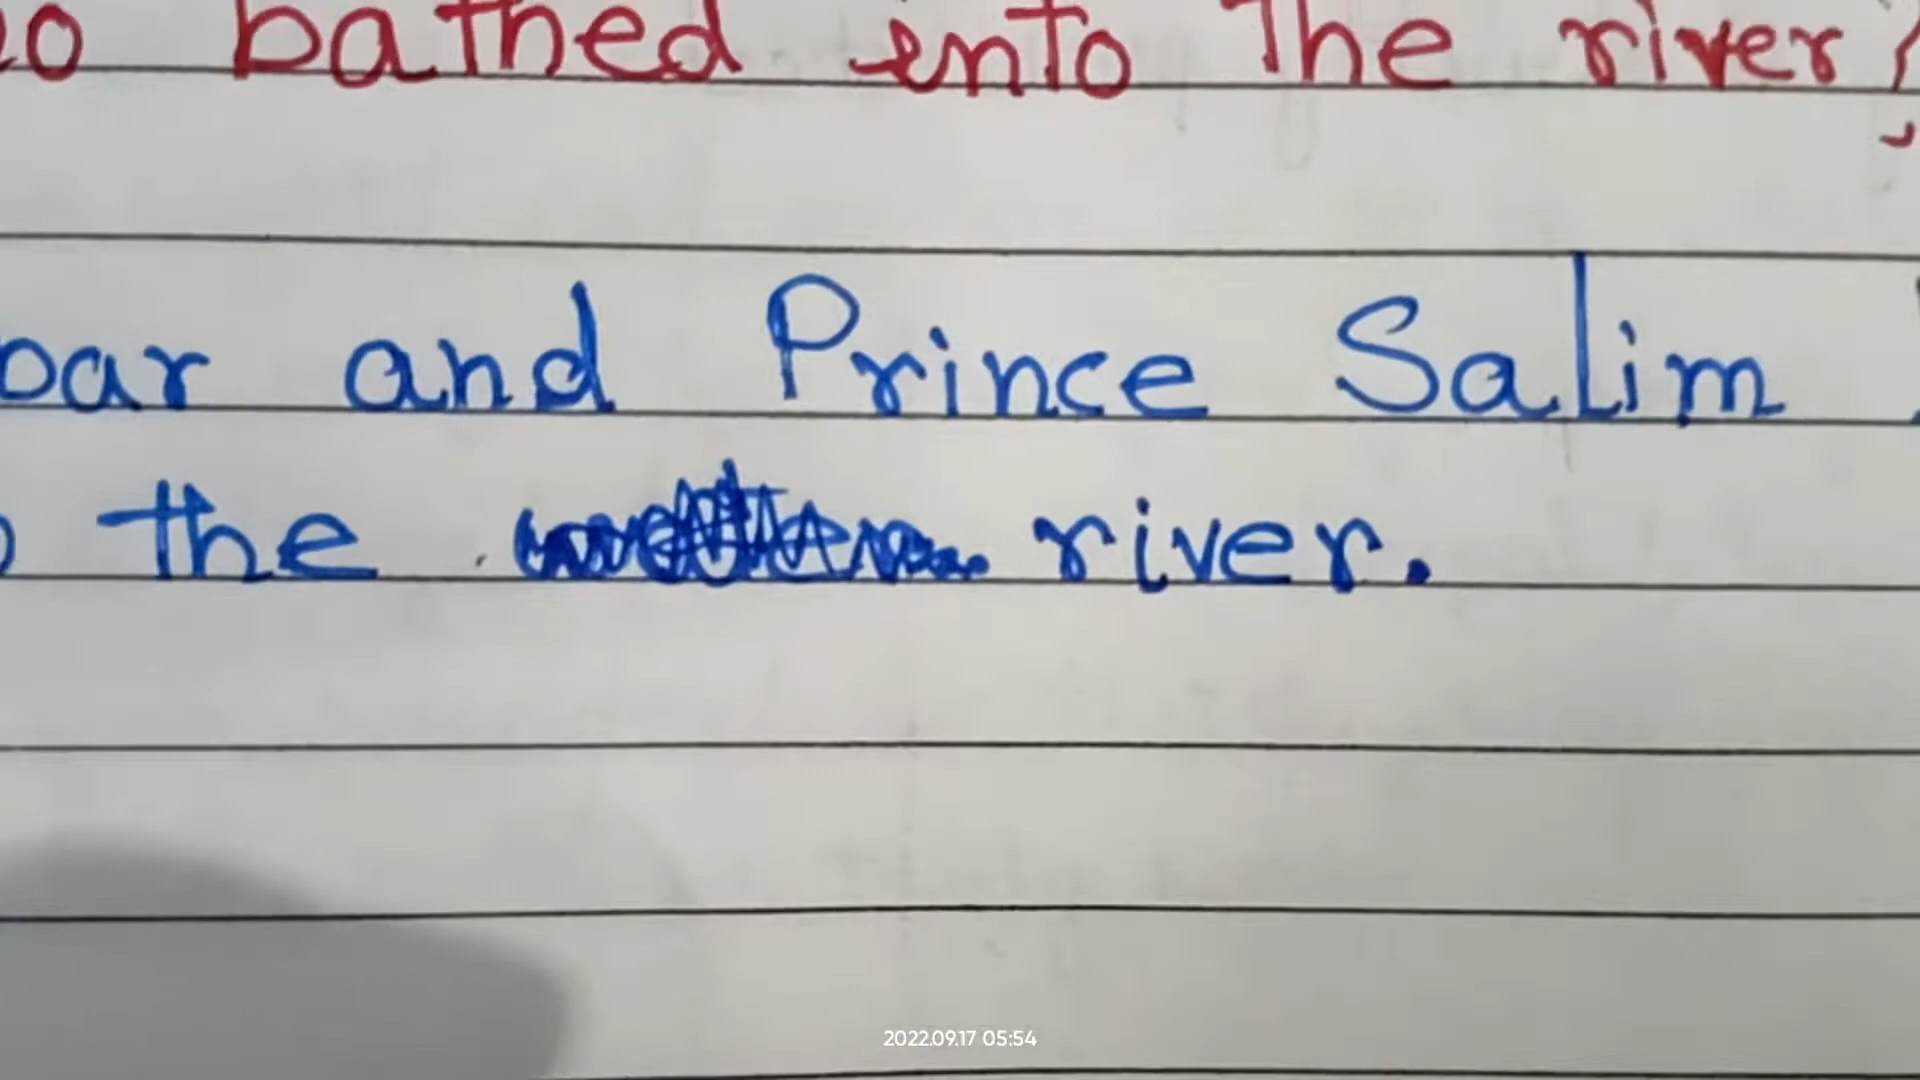 bathed into The river?
and Prince Salim
the river.
2022.09.17 05:54